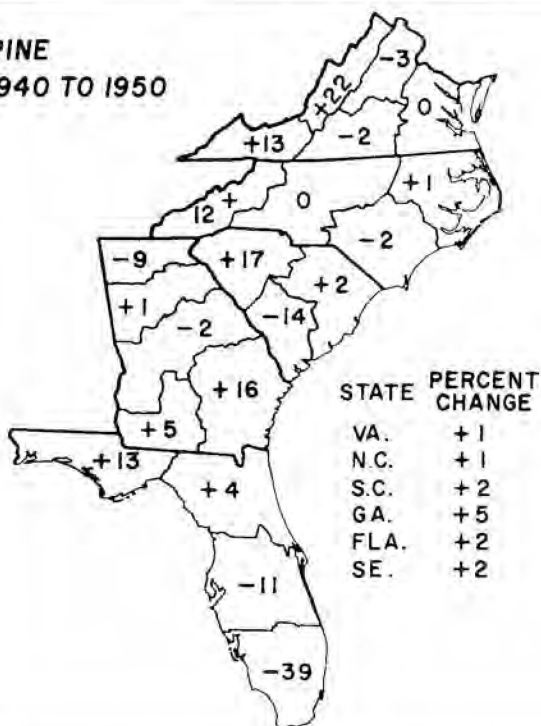 PINE
940 TO 1950
-3
+22
0
+13
-2
12 +
0
+1
-2
-9
+17
+2
+1
-2
-14
+16
+5
+13
+4
-11
-39
STATE PERCENT CHANGE
VA. +1
N.C. +1
S.C. +2
GA. +5
FLA. +2
SE. +2